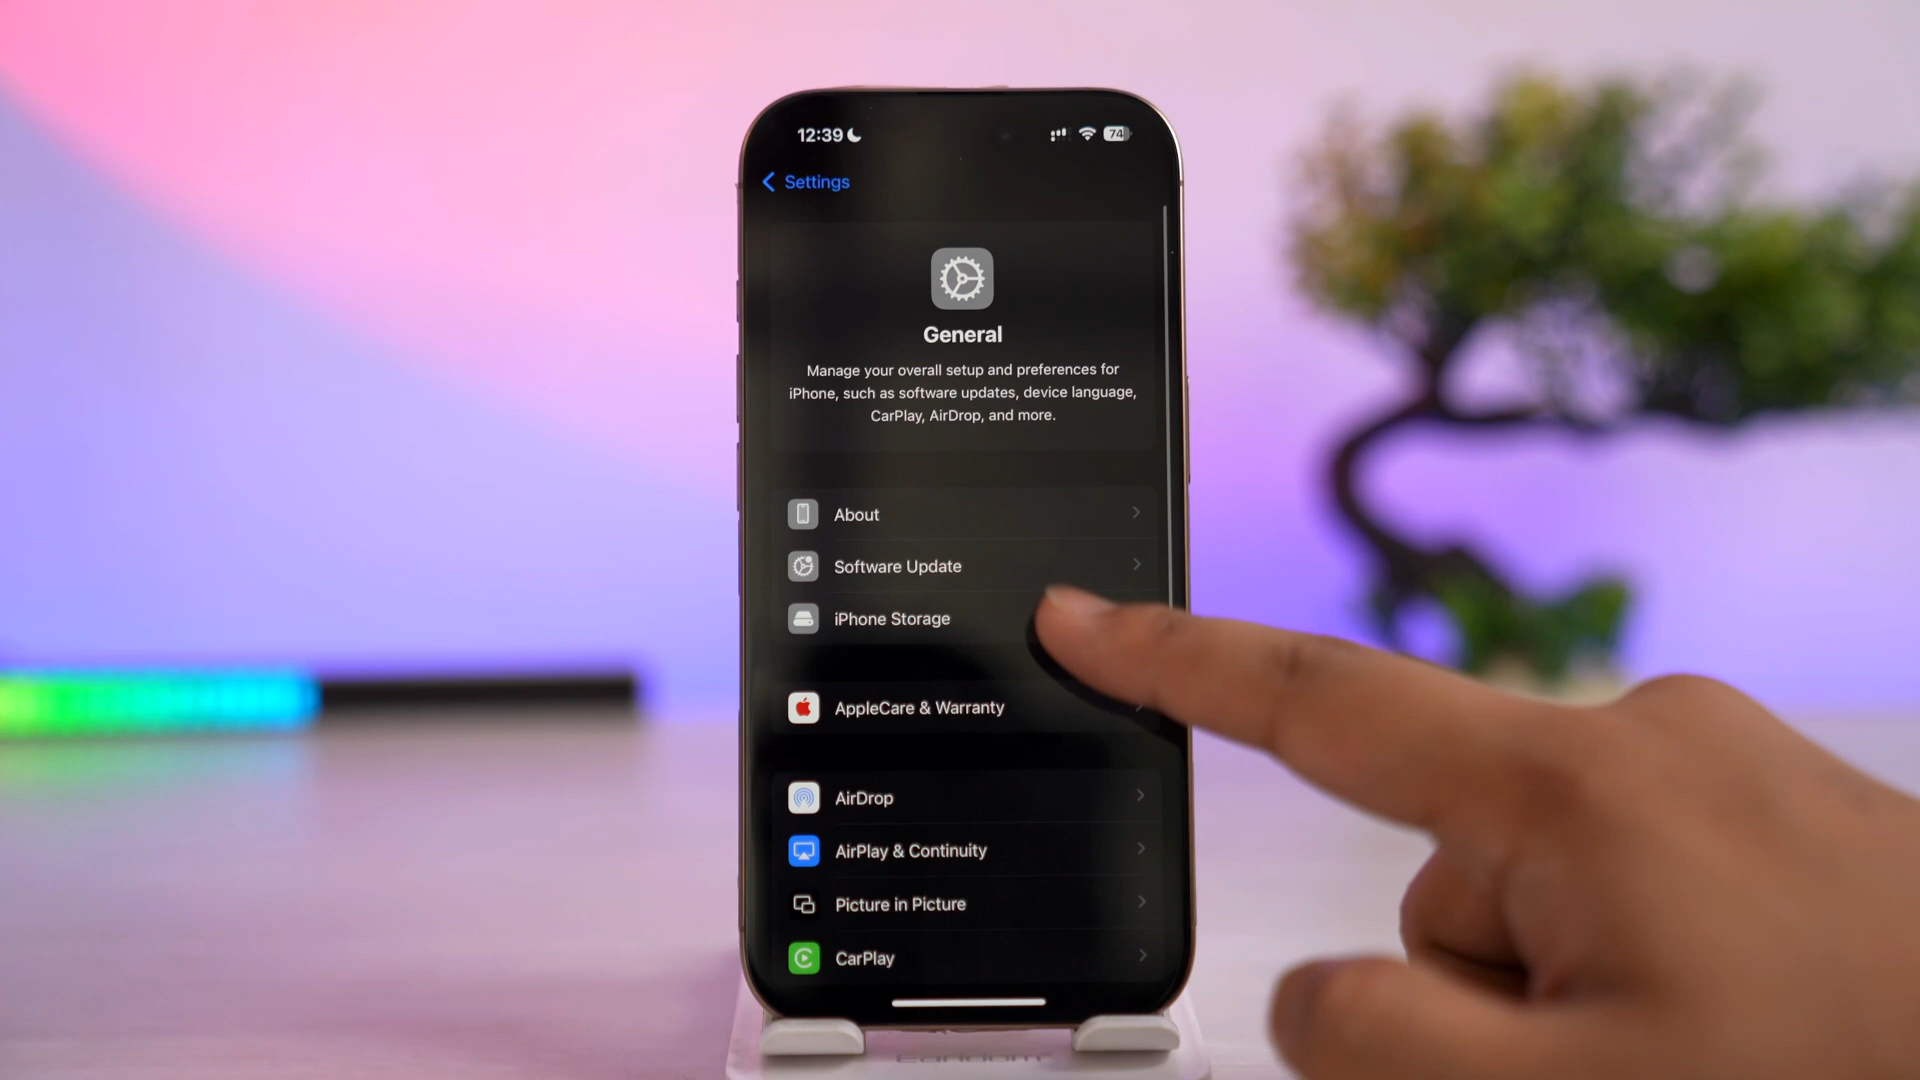 12:39
74
Settings
General
Manage your overall setup and preferences for
iPhone, such as software updates, device language,
CarPlay, AirDrop, and more.
About
Software Update
iPhone Storage
AppleCare & Warranty
AirDrop
AirPlay & Continuity
Picture in Picture
CarPlay